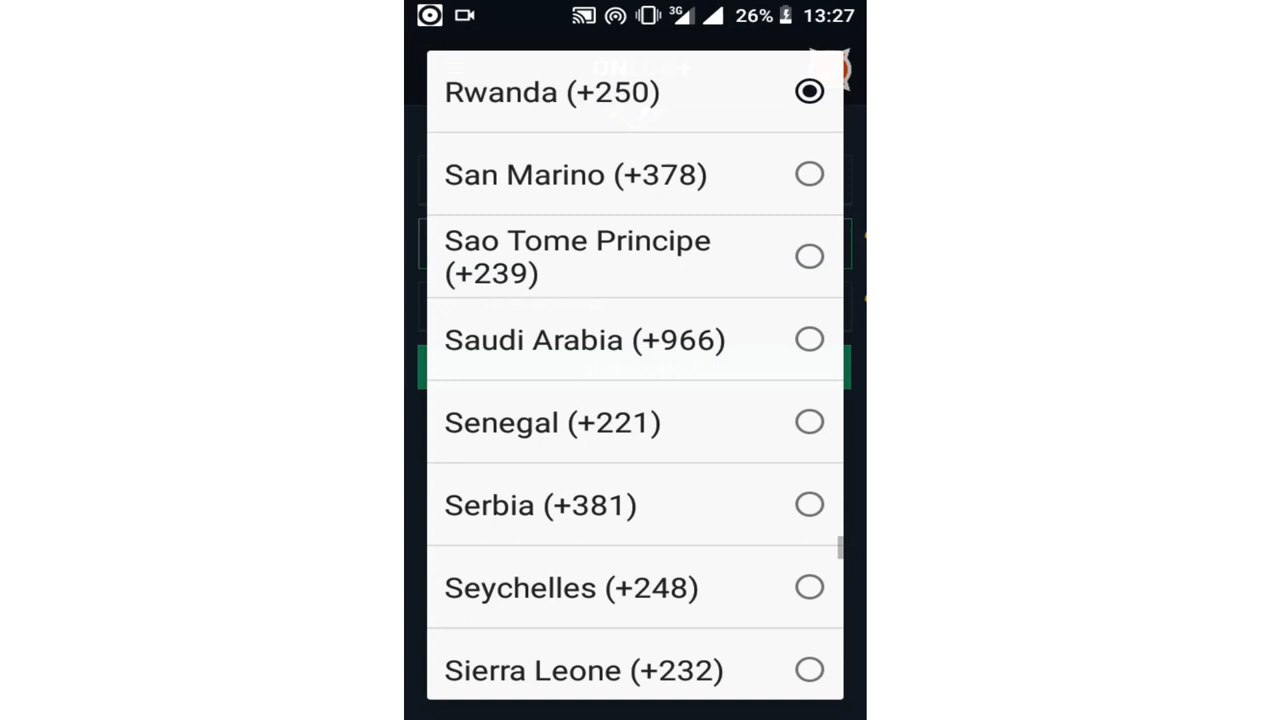 3G 26% 13:27
Rwanda (+250)
San Marino (+378)
Sao Tome Principe
(+239)
Saudi Arabia (+966)
Senegal (+221)
Serbia (+381)
Seychelles (+248)
Sierra Leone (+232)